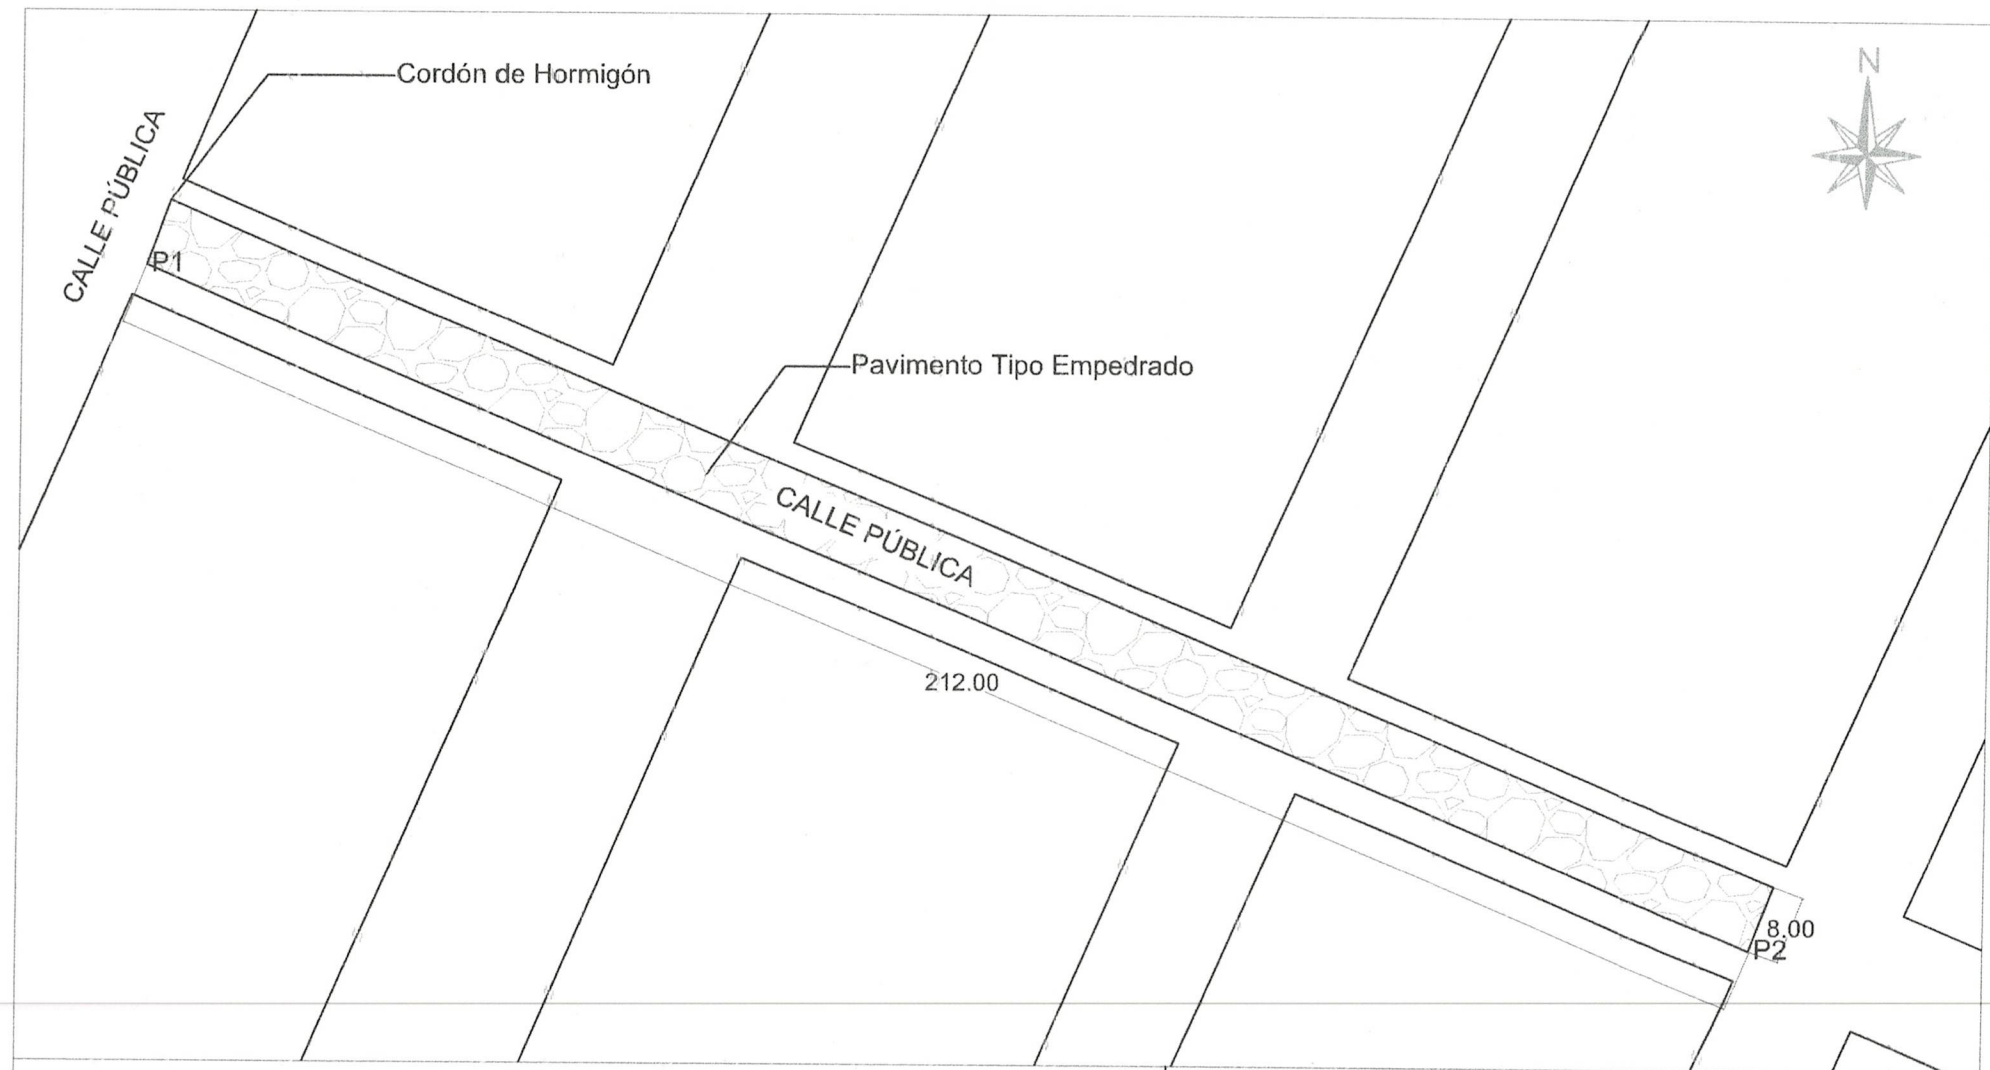 N
Cordón de Hormigón
CALLE PÚBLICA
P1
Pavimento Tipo Empedrado
CALLE PÚBLICA
212.00
8.00
P2